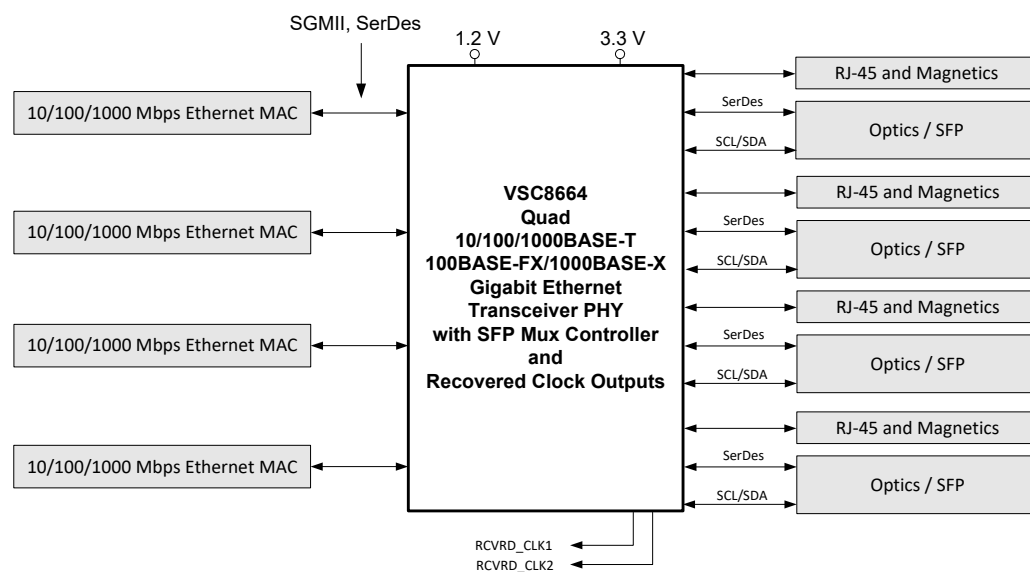 SGMII, SerDes
1.2 V
3.3 V
10/100/1000 Mbps Ethernet MAC
10/100/1000 Mbps Ethernet MAC
10/100/1000 Mbps Ethernet MAC
10/100/1000 Mbps Ethernet MAC
VSC8664
Quad
10/100/1000BASE-T
100BASE-FX/1000BASE-X
Gigabit Ethernet
Transceiver PHY
with SFP Mux Controller
and
Recovered Clock Outputs
RJ-45 and Magnetics
SerDes
Optics / SFP
SCL/SDA
RJ-45 and Magnetics
SerDes
Optics / SFP
SCL/SDA
RJ-45 and Magnetics
SerDes
Optics / SFP
SCL/SDA
RJ-45 and Magnetics
SerDes
Optics / SFP
SCL/SDA
RCVRD_CLK1
RCVRD_CLK2